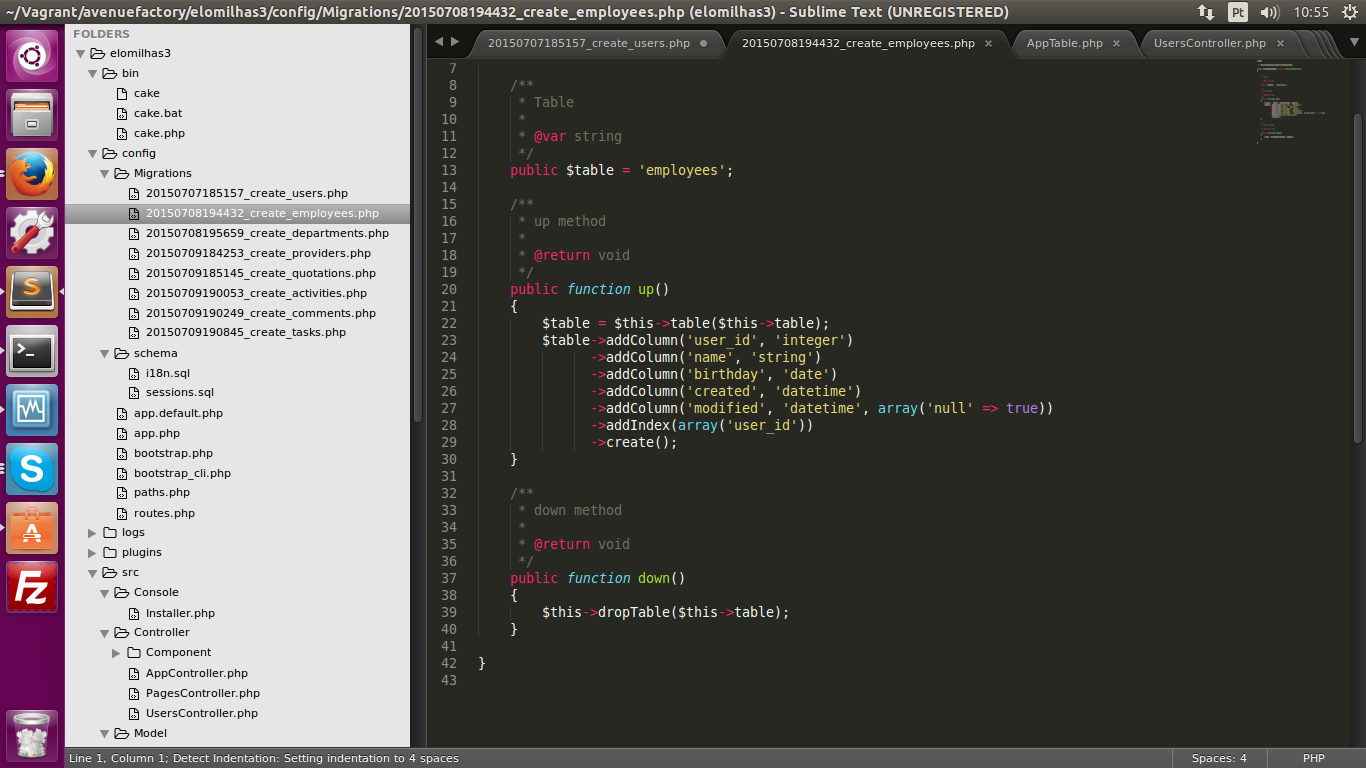 ~/Vagrant/avenuefactory/elomilhas3/config/Migrations/20150708194432_create_employees.php (elomilhas3) - Sublime Text (UNREGISTERED)
Pt
10:55
FOLDERS
elomilhas3
bin
cake
cake.bat
cake.php
config
Migrations
20150707185157_create_users.php
20150708194432_create_employees.php
20150708195659_create_departments.php
20150709184253_create_providers.php
20150709185145_create_quotations.php
20150709190053_create_activities.php
20150709190249_create_comments.php
20150709190845_create_tasks.php
schema
i18n.sql
sessions.sql
app.default.php
app.php
bootstrap.php
bootstrap_cli.php
paths.php
routes.php
logs
plugins
src
Console
Installer.php
Controller
Component
AppController.php
PagesController.php
UsersController.php
Model
20150707185157_create_users.php
20150708194432_create_employees.php ×
AppTable.php ×
UsersController.php ×
7
8 /**
9 * Table
10 *
11 * @var string
12 */
13 public $table = 'employees';
14
15 /**
16 * up method
17 *
18 * @return void
19 */
20 public function up()
21 {
22 $table = $this->table($this->table);
23 $table->addColumn('user_id', 'integer')
24 ->addColumn('name', 'string')
25 ->addColumn('birthday', 'date')
26 ->addColumn('created', 'datetime')
27 ->addColumn('modified', 'datetime', array('null' => true))
28 ->addIndex(array('user_id'))
29 ->create();
30 }
31
32 /**
33 * down method
34 *
35 * @return void
36 */
37 public function down()
38 {
39 $this->dropTable($this->table);
40 }
41
42 }
43
Line 1, Column 1; Detect Indentation: Setting indentation to 4 spaces
Spaces: 4
PHP